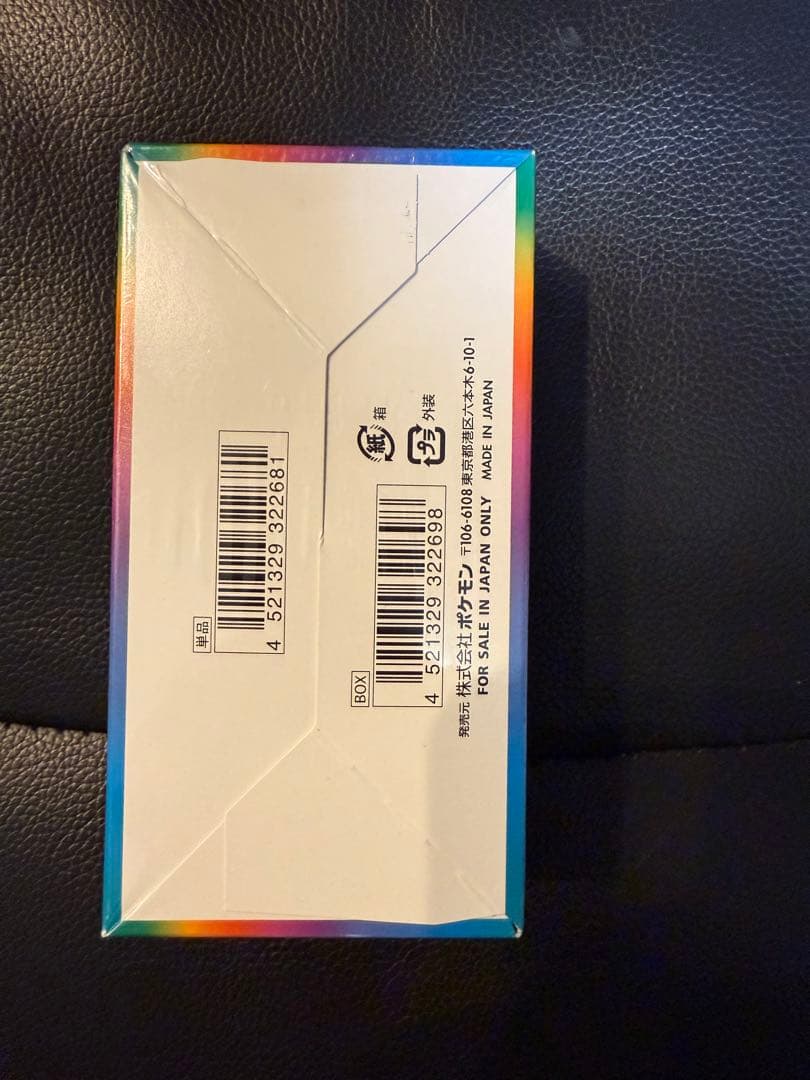 単品
4 521329 322681
BOX
4 521329 322698
紙 箱
プラ 外装
発売元 株式会社 ポケモン 〒106-6108 東京都港区六本木6-10-1
FOR SALE IN JAPAN ONLY MADE IN JAPAN